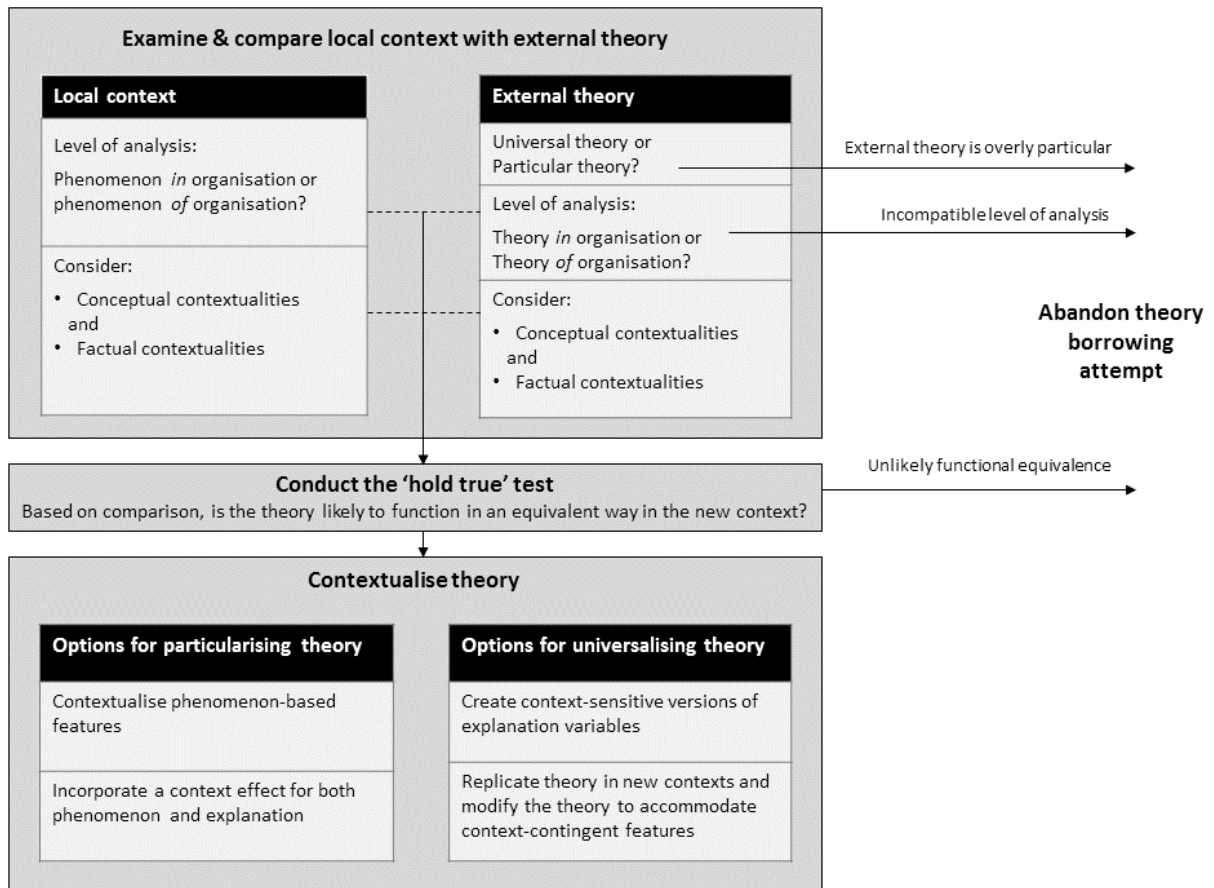 Examine & compare local context with external theory
Local context
Level of analysis:
Phenomenon in organisation or
phenomenon of organisation?
Consider:
• Conceptual contextualities
and
• Factual contextualities
External theory
Universal theory or
Particular theory?
Level of analysis:
Theory in organisation or
Theory of organisation?
Consider:
• Conceptual contextualities
and
• Factual contextualities
External theory is overly particular
Incompatible level of analysis
Abandon theory
borrowing
attempt
Conduct the ‘hold true’ test
Based on comparison, is the theory likely to function in an equivalent way in the new context?
Unlikely functional equivalence
Contextualise theory
Options for particularising theory
Contextualise phenomenon-based
features
Incorporate a context effect for both
phenomenon and explanation
Options for universalising theory
Create context-sensitive versions of
explanation variables
Replicate theory in new contexts and
modify the theory to accommodate
context-contingent features